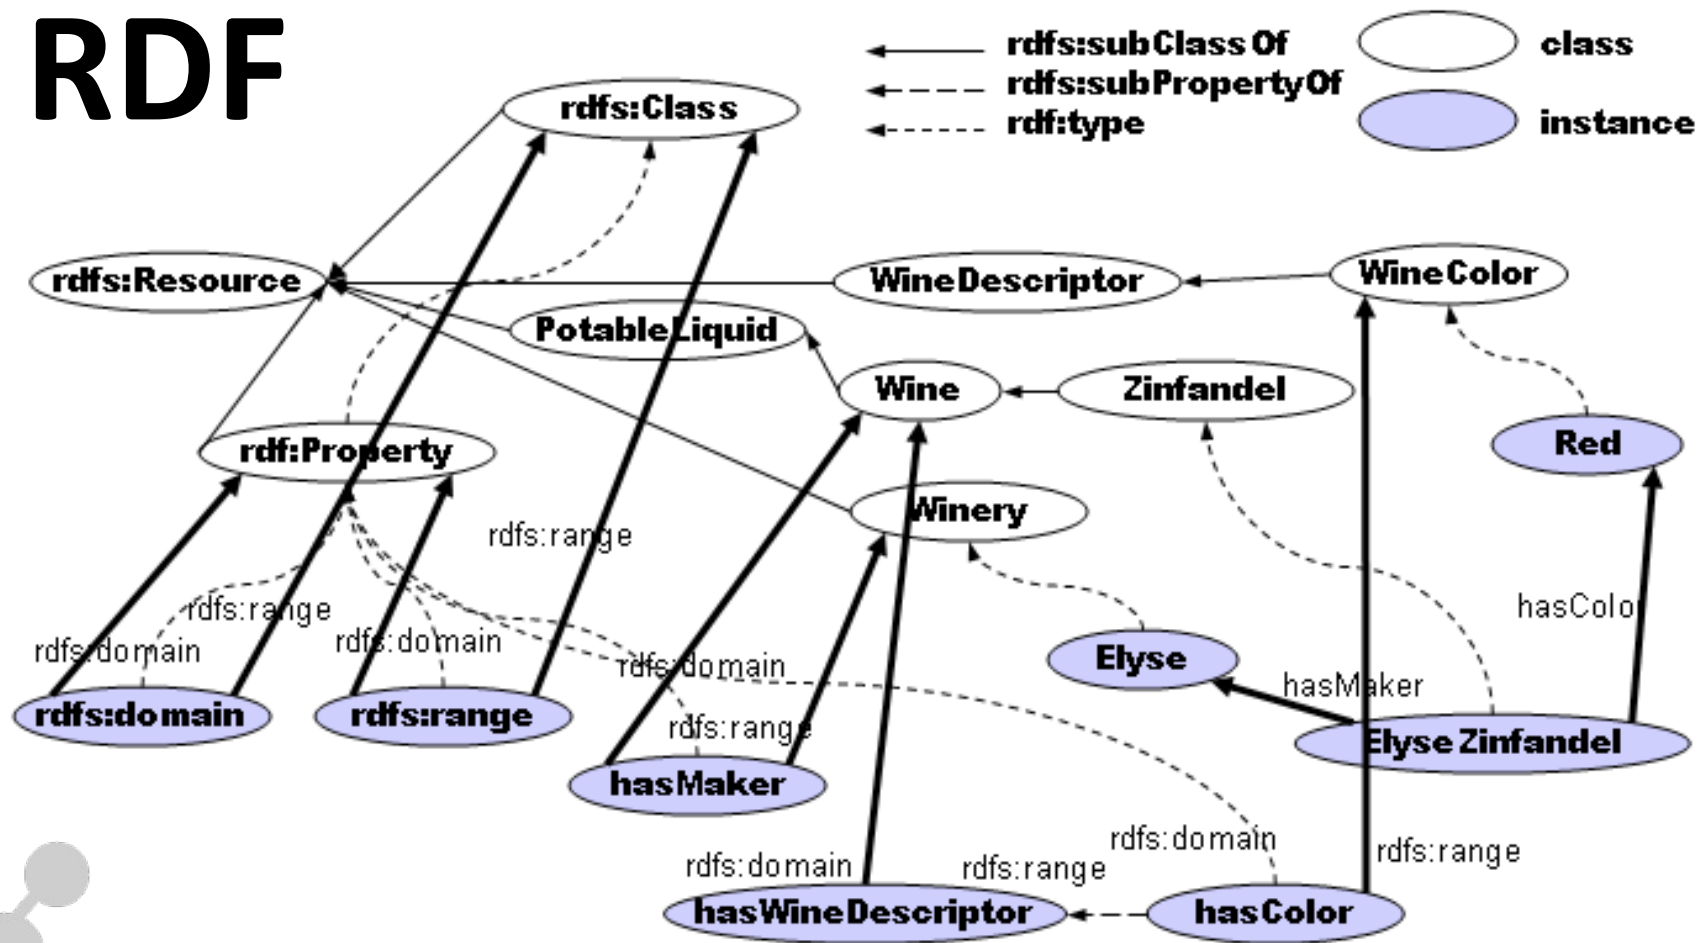 RDF
rdfs:subClassOf
class
rdfs:subPropertyOf
rdf:type
instance
rdfs:Class
rdfs:Resource
WineDescriptor
WineColor
PotableLiquid
Wine
Zinfandel
Red
rdf:Property
Winery
rdfs:range
rdfs:range
hasColor
rdfs:domain
rdfs:domain
rdfs:domain
Elyse
hasMaker
rdfs:domain
rdfs:range
rdfs:range
Elyse Zinfandel
hasMaker
rdfs:domain
rdfs:range
rdfs:domain
rdfs:range
hasWineDescriptor
hasColor